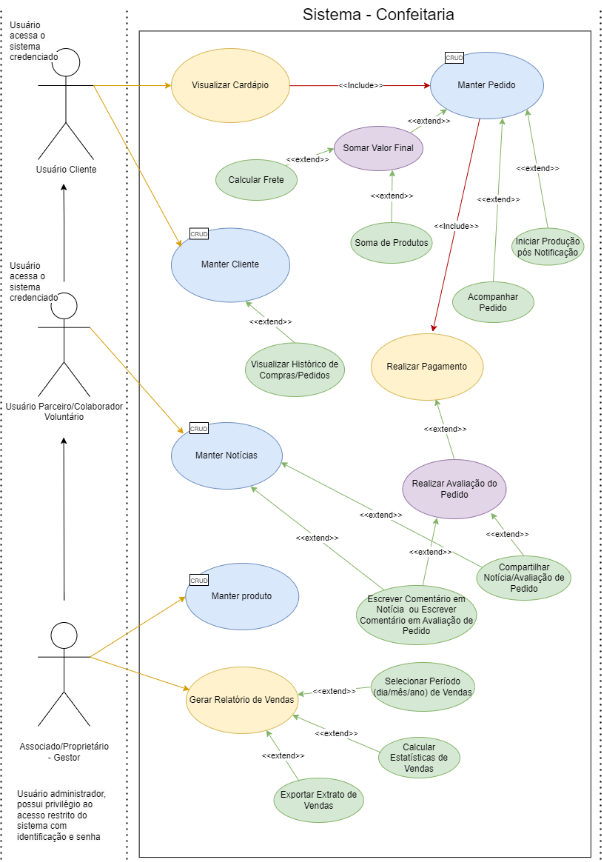 Sistema - Confeitaria
Usuário
acessa o
sistema
credenciado
Usuário Cliente
Visualizar Cardápio
<<Include>>
CRUD
Manter Pedido
<<extend>>
Somar Valor Final
<<extend>>
Calcular Frete
<<extend>>
Soma de Produtos
<<extend>>
Acompanhar
Pedido
<<extend>>
Iniciar Produção
pós Notificação
<<Include>>
CRUD
Manter Cliente
<<extend>>
Visualizar Histórico de
Compras/Pedidos
Realizar Pagamento
Usuário
acessa o
sistema
credenciado
Usuário Parceiro/Colaborador
Voluntário
CRUD
Manter Notícias
<<extend>>
Realizar Avaliação do
Pedido
<<extend>>
<<extend>>
<<extend>>
<<extend>>
Compartilhar
Notícia/Avaliação de
Pedido
Escrever Comentário em
Notícia ou Escrever
Comentário em Avaliação de
Pedido
CRUD
Manter produto
Associado/Proprietário
- Gestor
Gerar Relatório de Vendas
<<extend>>
Selecionar Período
(dia/mês/ano) de Vendas
<<extend>>
Calcular
Estatísticas de
Vendas
<<extend>>
Exportar Extrato de
Vendas
Usuário administrador,
possui privilégio ao
acesso restrito do
sistema com
identificação e senha